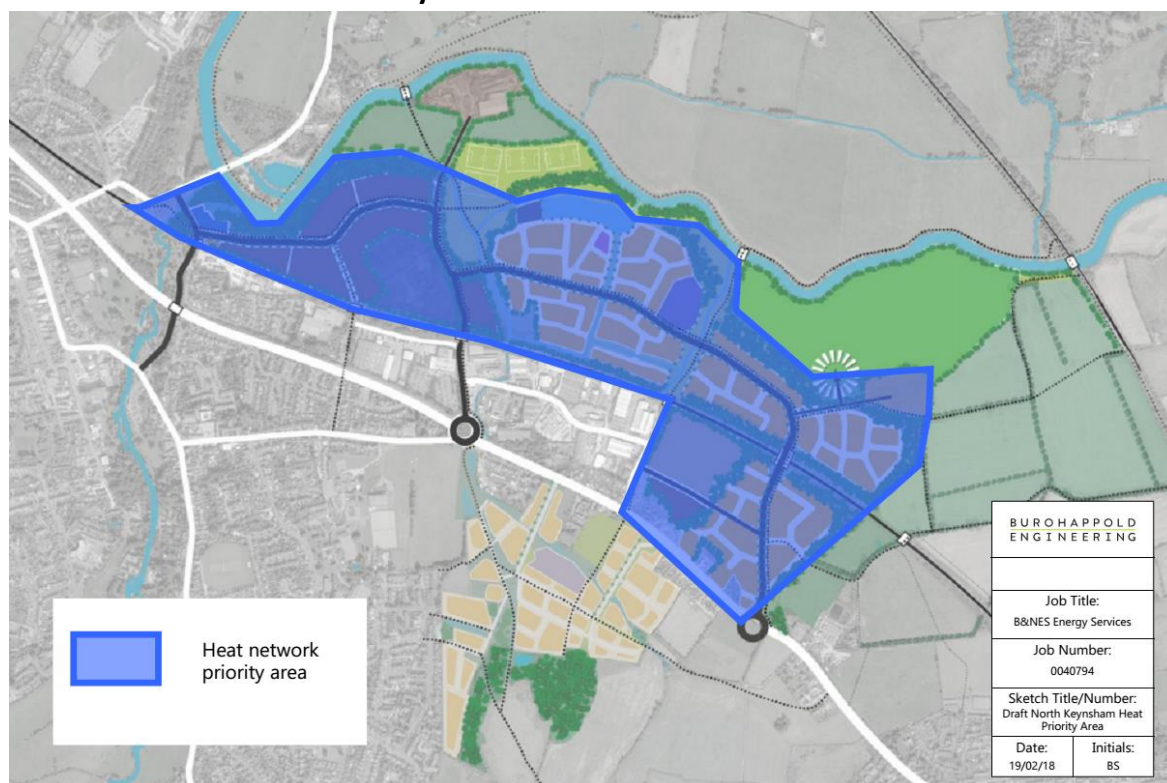 Heat network
priority area
BUROHAPPOLD
ENGINEERING
Job Title:
B&NES Energy Services
Job Number:
0040794
Sketch Title/Number:
Draft North Keynsham Heat
Priority Area
Date:
19/02/18
Initials:
BS